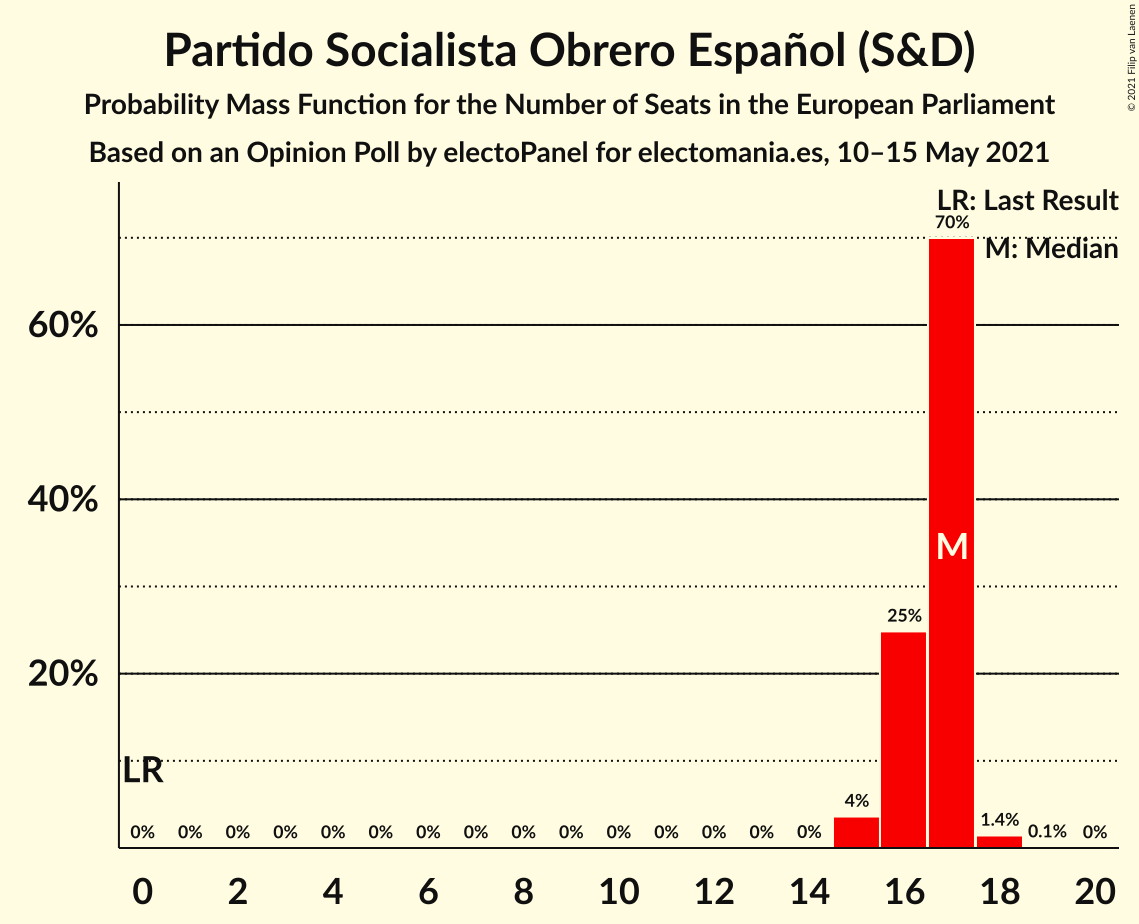 Partido Socialista Obrero Español (S&D)
Probability Mass Function for the Number of Seats in the European Parliament
Based on an Opinion Poll by electoPanel for electomania.es, 10–15 May 2021
© 2021 Filip van Laenen
LR: Last Result
M: Median
70%
60%
40%
M
25%
20%
LR
4%
1.4%
0% 0% 0% 0% 0% 0% 0% 0% 0% 0% 0% 0% 0% 0% 0% 0.1% 0%
0 2 4 6 8 10 12 14 16 18 20